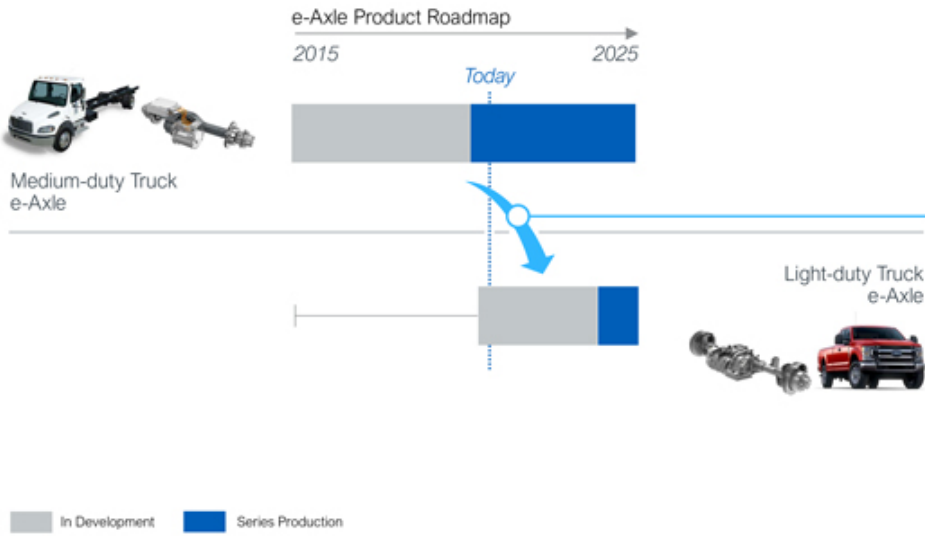 e-Axle Product Roadmap
2015
2025
Today
Medium-duty Truck
e-Axle
Light-duty Truck
e-Axle
In Development
Series Production